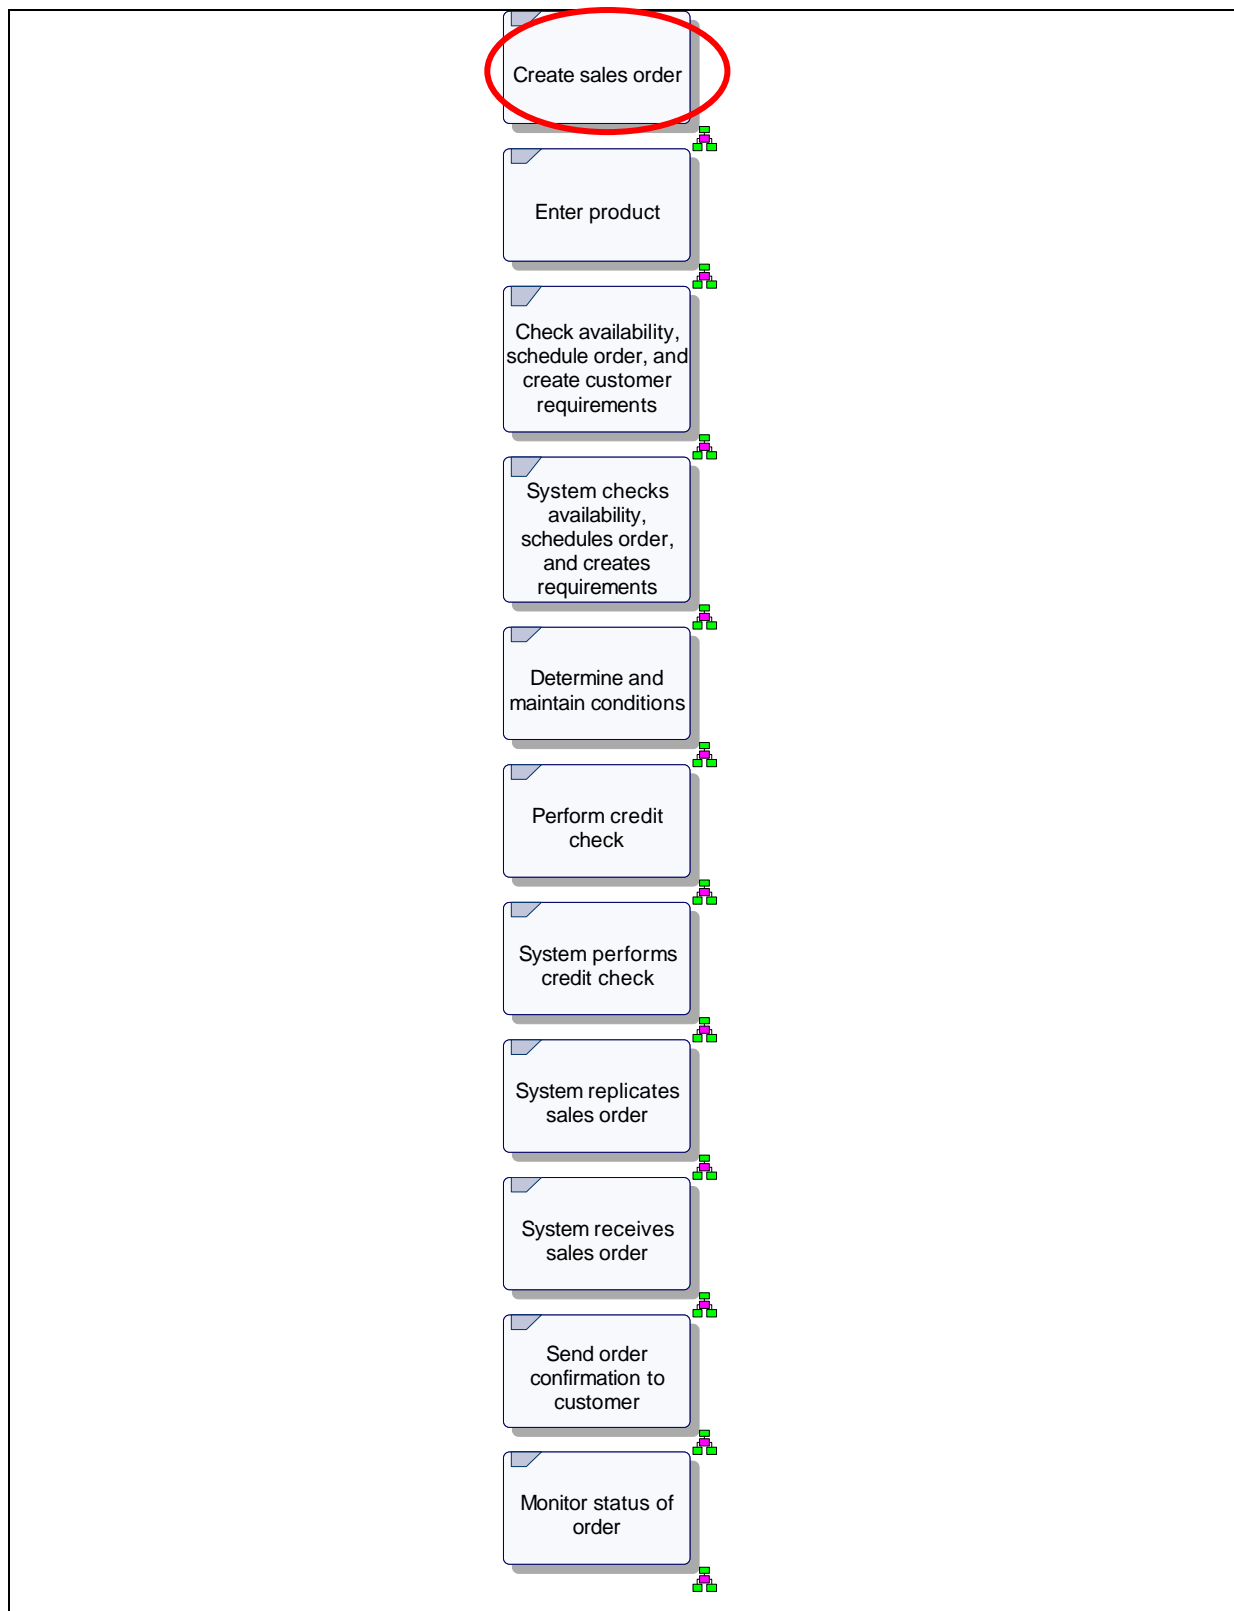 Create sales order
Enter product
Check availability,
schedule order, and
create customer
requirements
System checks
availability,
schedules order,
and creates
requirements
Determine and
maintain conditions
Perform credit
check
System performs
credit check
System replicates
sales order
System receives
sales order
Send order
confirmation to
customer
Monitor status of
order